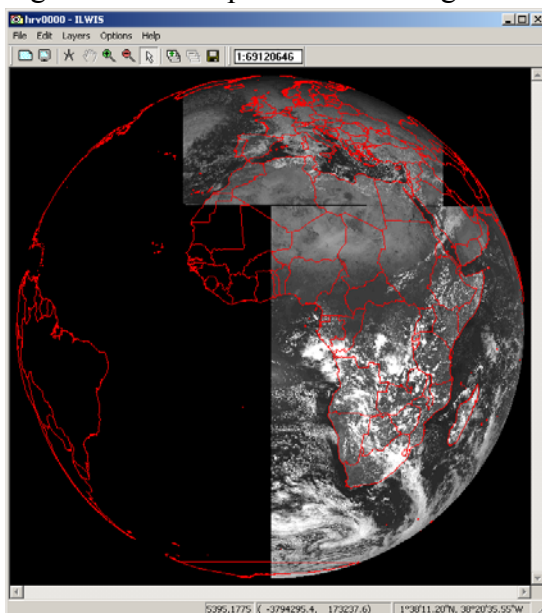 hrv0000 - ILWIS
File Edit Layers Options Help
1:69120646
5395.1775 ( -3794295.4, 173237.6) 1°38'11.20"N, 38°20'35.55"W